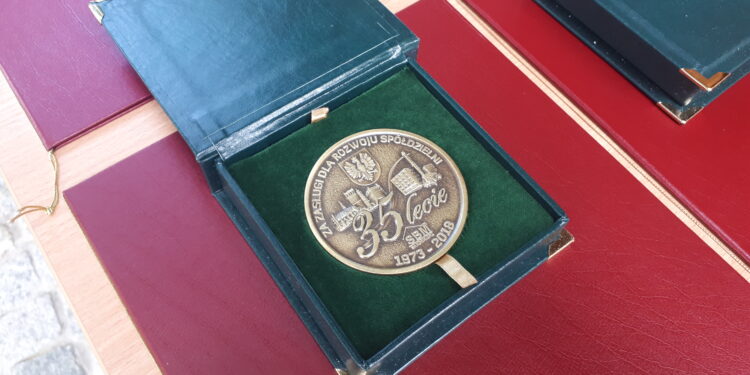 ZA ZASŁUGI DLA ROZWOJU SPÓŁDZIELNI
35 lecie
SBM
1973 - 2018